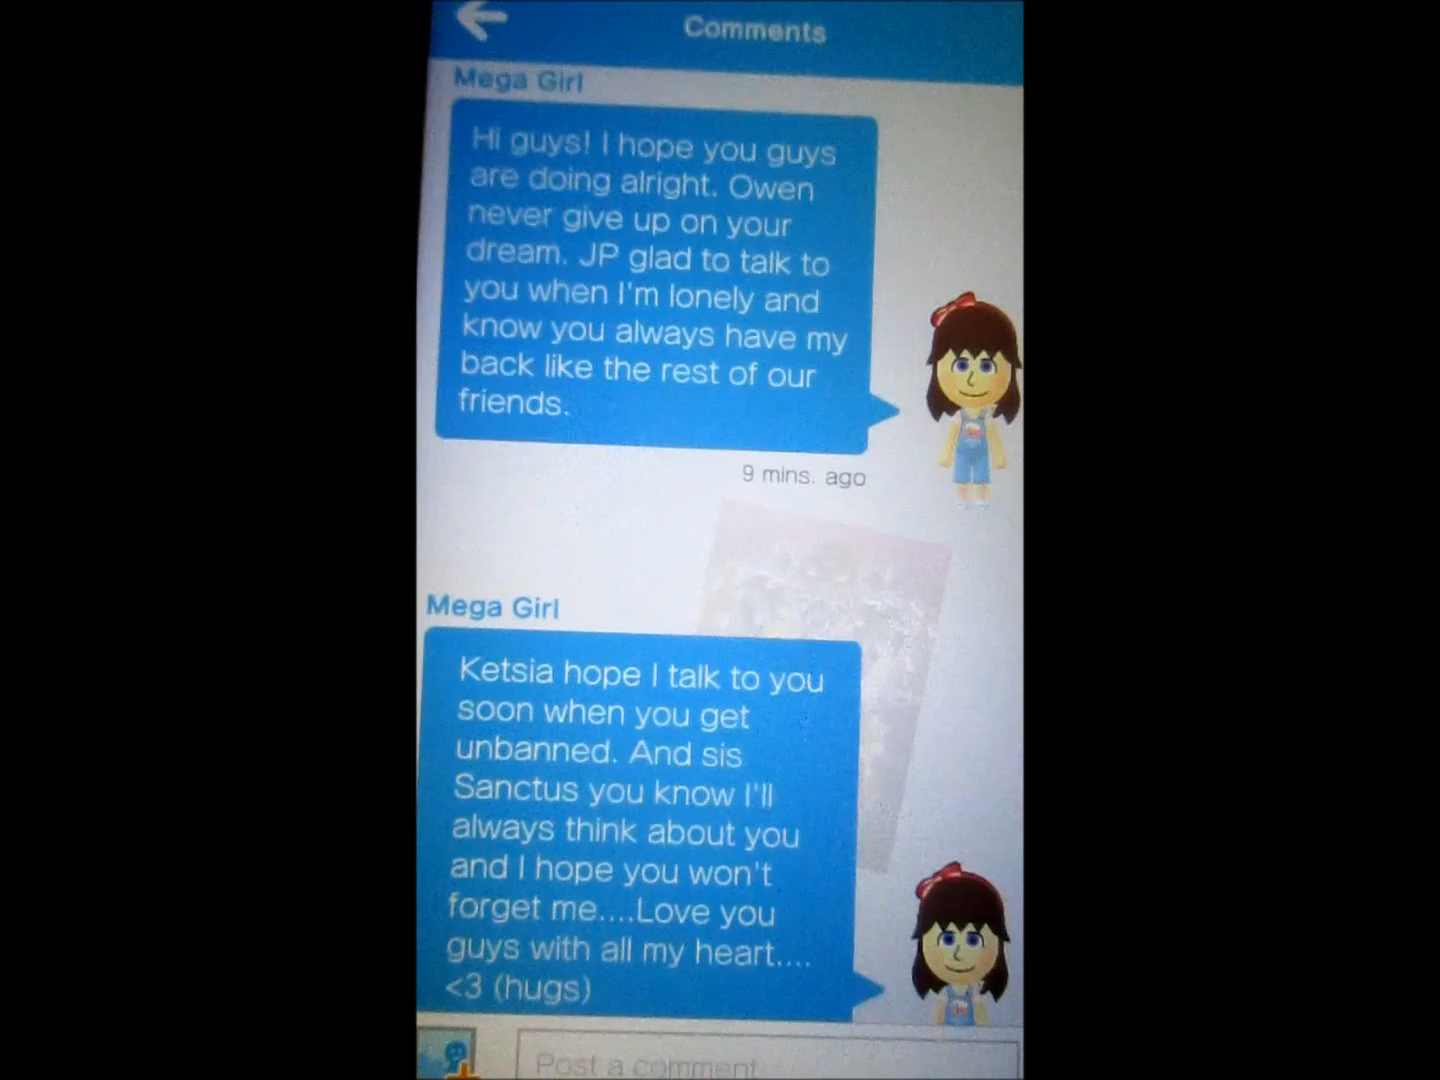 Comments
Mega Girl
Hi guys! I hope you guys
are doing alright. Owen
never give up on your
dream. JP glad to talk to
you when I'm lonely and
know you always have my
back like the rest of our
friends.
9 mins. ago
Mega Girl
Ketsia hope I talk to you
soon when you get
unbanned. And sis
Sanctus you know I'll
always think about you
and I hope you won't
forget me....Love you
guys with all my heart....
<3 (hugs)
Post a comment